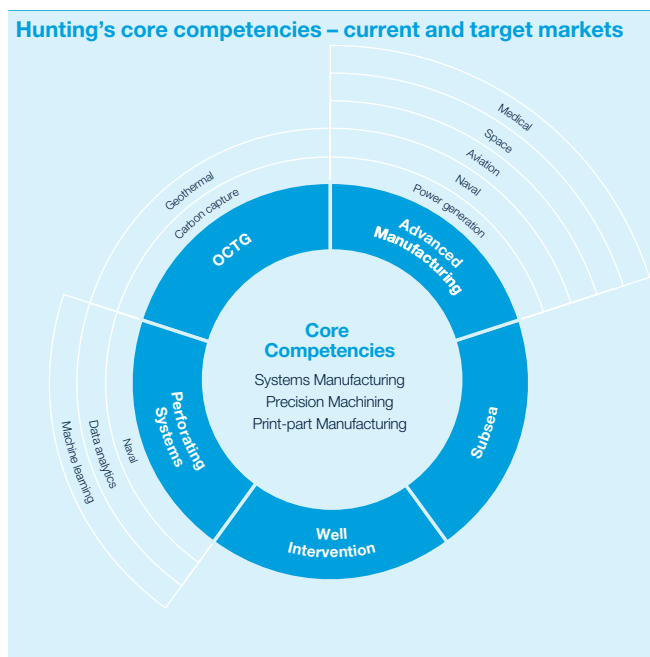 Hunting's core competencies – current and target markets
Medical
Space
Aviation
Naval
Power generation
Geothermal
Carbon capture
OCTG
Advanced
Manufacturing
Core
Competencies
Systems Manufacturing
Precision Machining
Print-part Manufacturing
Perforating
Systems
Subsea
Naval
Data analytics
Machine learning
Well
Intervention